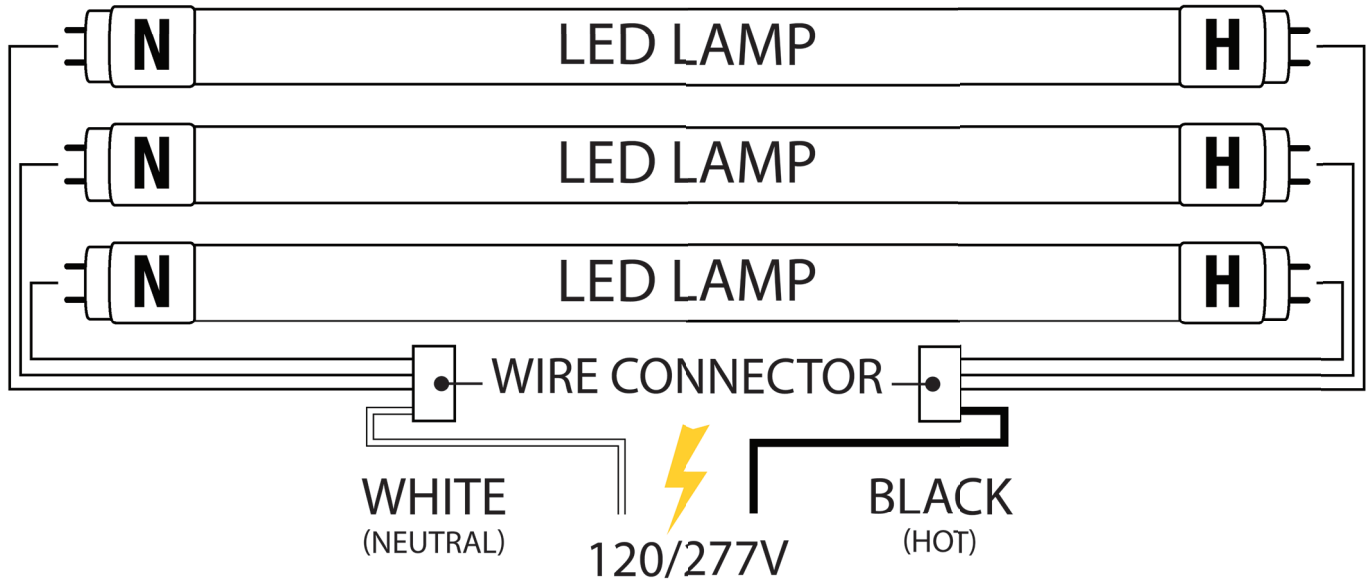 N LED LAMP H
N LED LAMP H
N LED LAMP H
WIRE CONNECTOR
WHITE
(NEUTRAL)
BLACK
(HOT)
120/277V